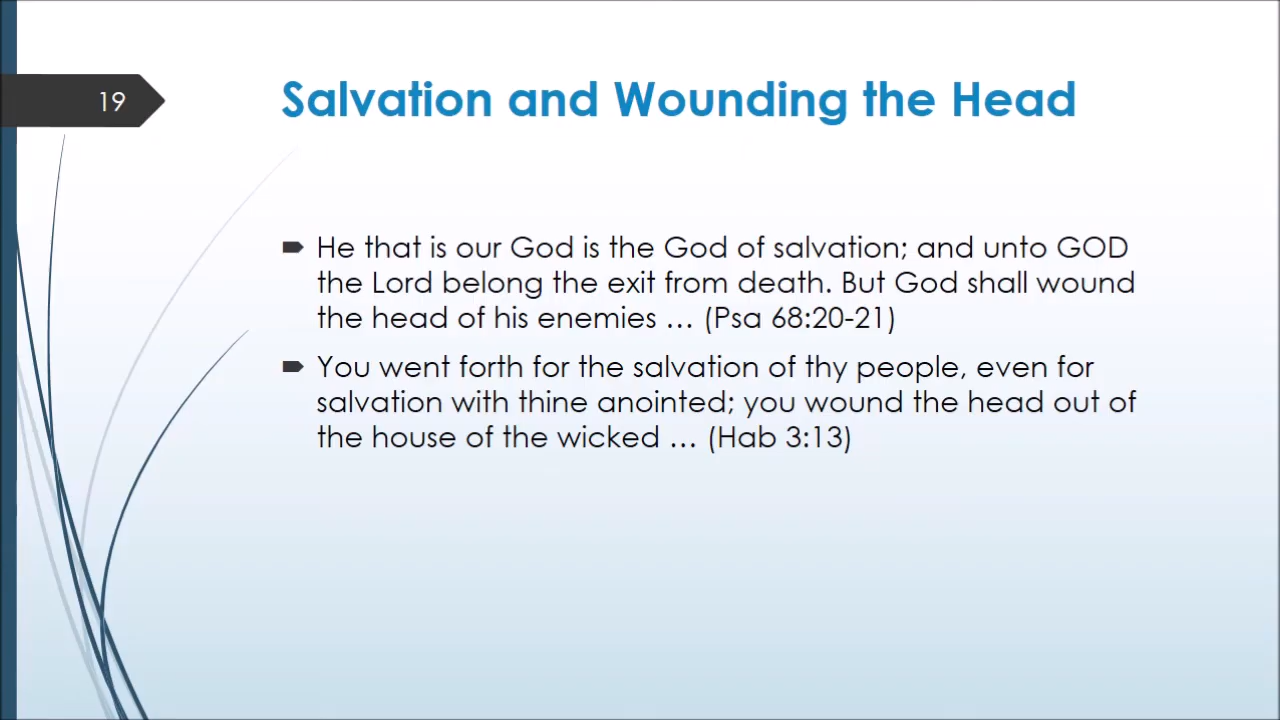 19
Salvation and Wounding the Head
He that is our God is the God of salvation; and unto GOD
the Lord belong the exit from death. But God shall wound
the head of his enemies … (Psa 68:20-21)
You went forth for the salvation of thy people, even for
salvation with thine anointed; you wound the head out of
the house of the wicked … (Hab 3:13)